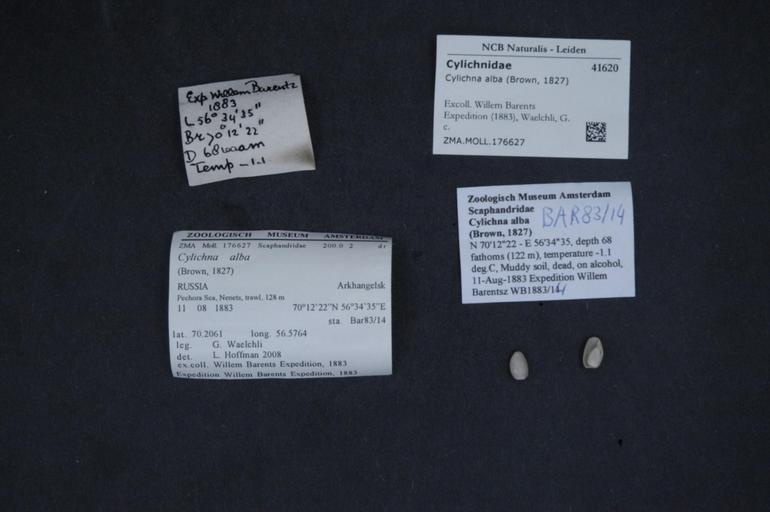 Exp Willem Barentz
1883
L 56° 34' 35"
Br 70° 12' 22"
D 68 vaam
Temp -1.1
NCB Naturalis - Leiden
Cylichnidae 41620
Cylichna alba (Brown, 1827)
Excoll. Willem Barents
Expedition (1883), Waelchli, G.
c.
ZMA.MOLL.176627
Zoologisch Museum Amsterdam
Scaphandridae
Cylichna alba
BAR83/14
(Brown, 1827)
N 70°12"22 - E 56°34"35, depth 68
fathoms (122 m), temperature -1.1
deg.C, Muddy soil, dead, on alcohol,
11-Aug-1883 Expedition Willem
Barentsz WB1883/14
ZOOLOGISCH MUSEUM AMSTERDAM
ZMA Moll. 176627 Scaphandridae 200.0 2 dr
Cylichna alba
(Brown, 1827)
RUSSIA Arkhangelsk
Pechora Sea, Nenets, trawl, 128 m
11 08 1883 70°12'22"N 56°34'35"E
sta. Bar83/14
lat. 70.2061 long. 56.5764
leg. G. Waelchli
det. L. Hoffman 2008
ex.coll. Willem Barents Expedition, 1883
Expedition Willem Barents Expedition, 1883